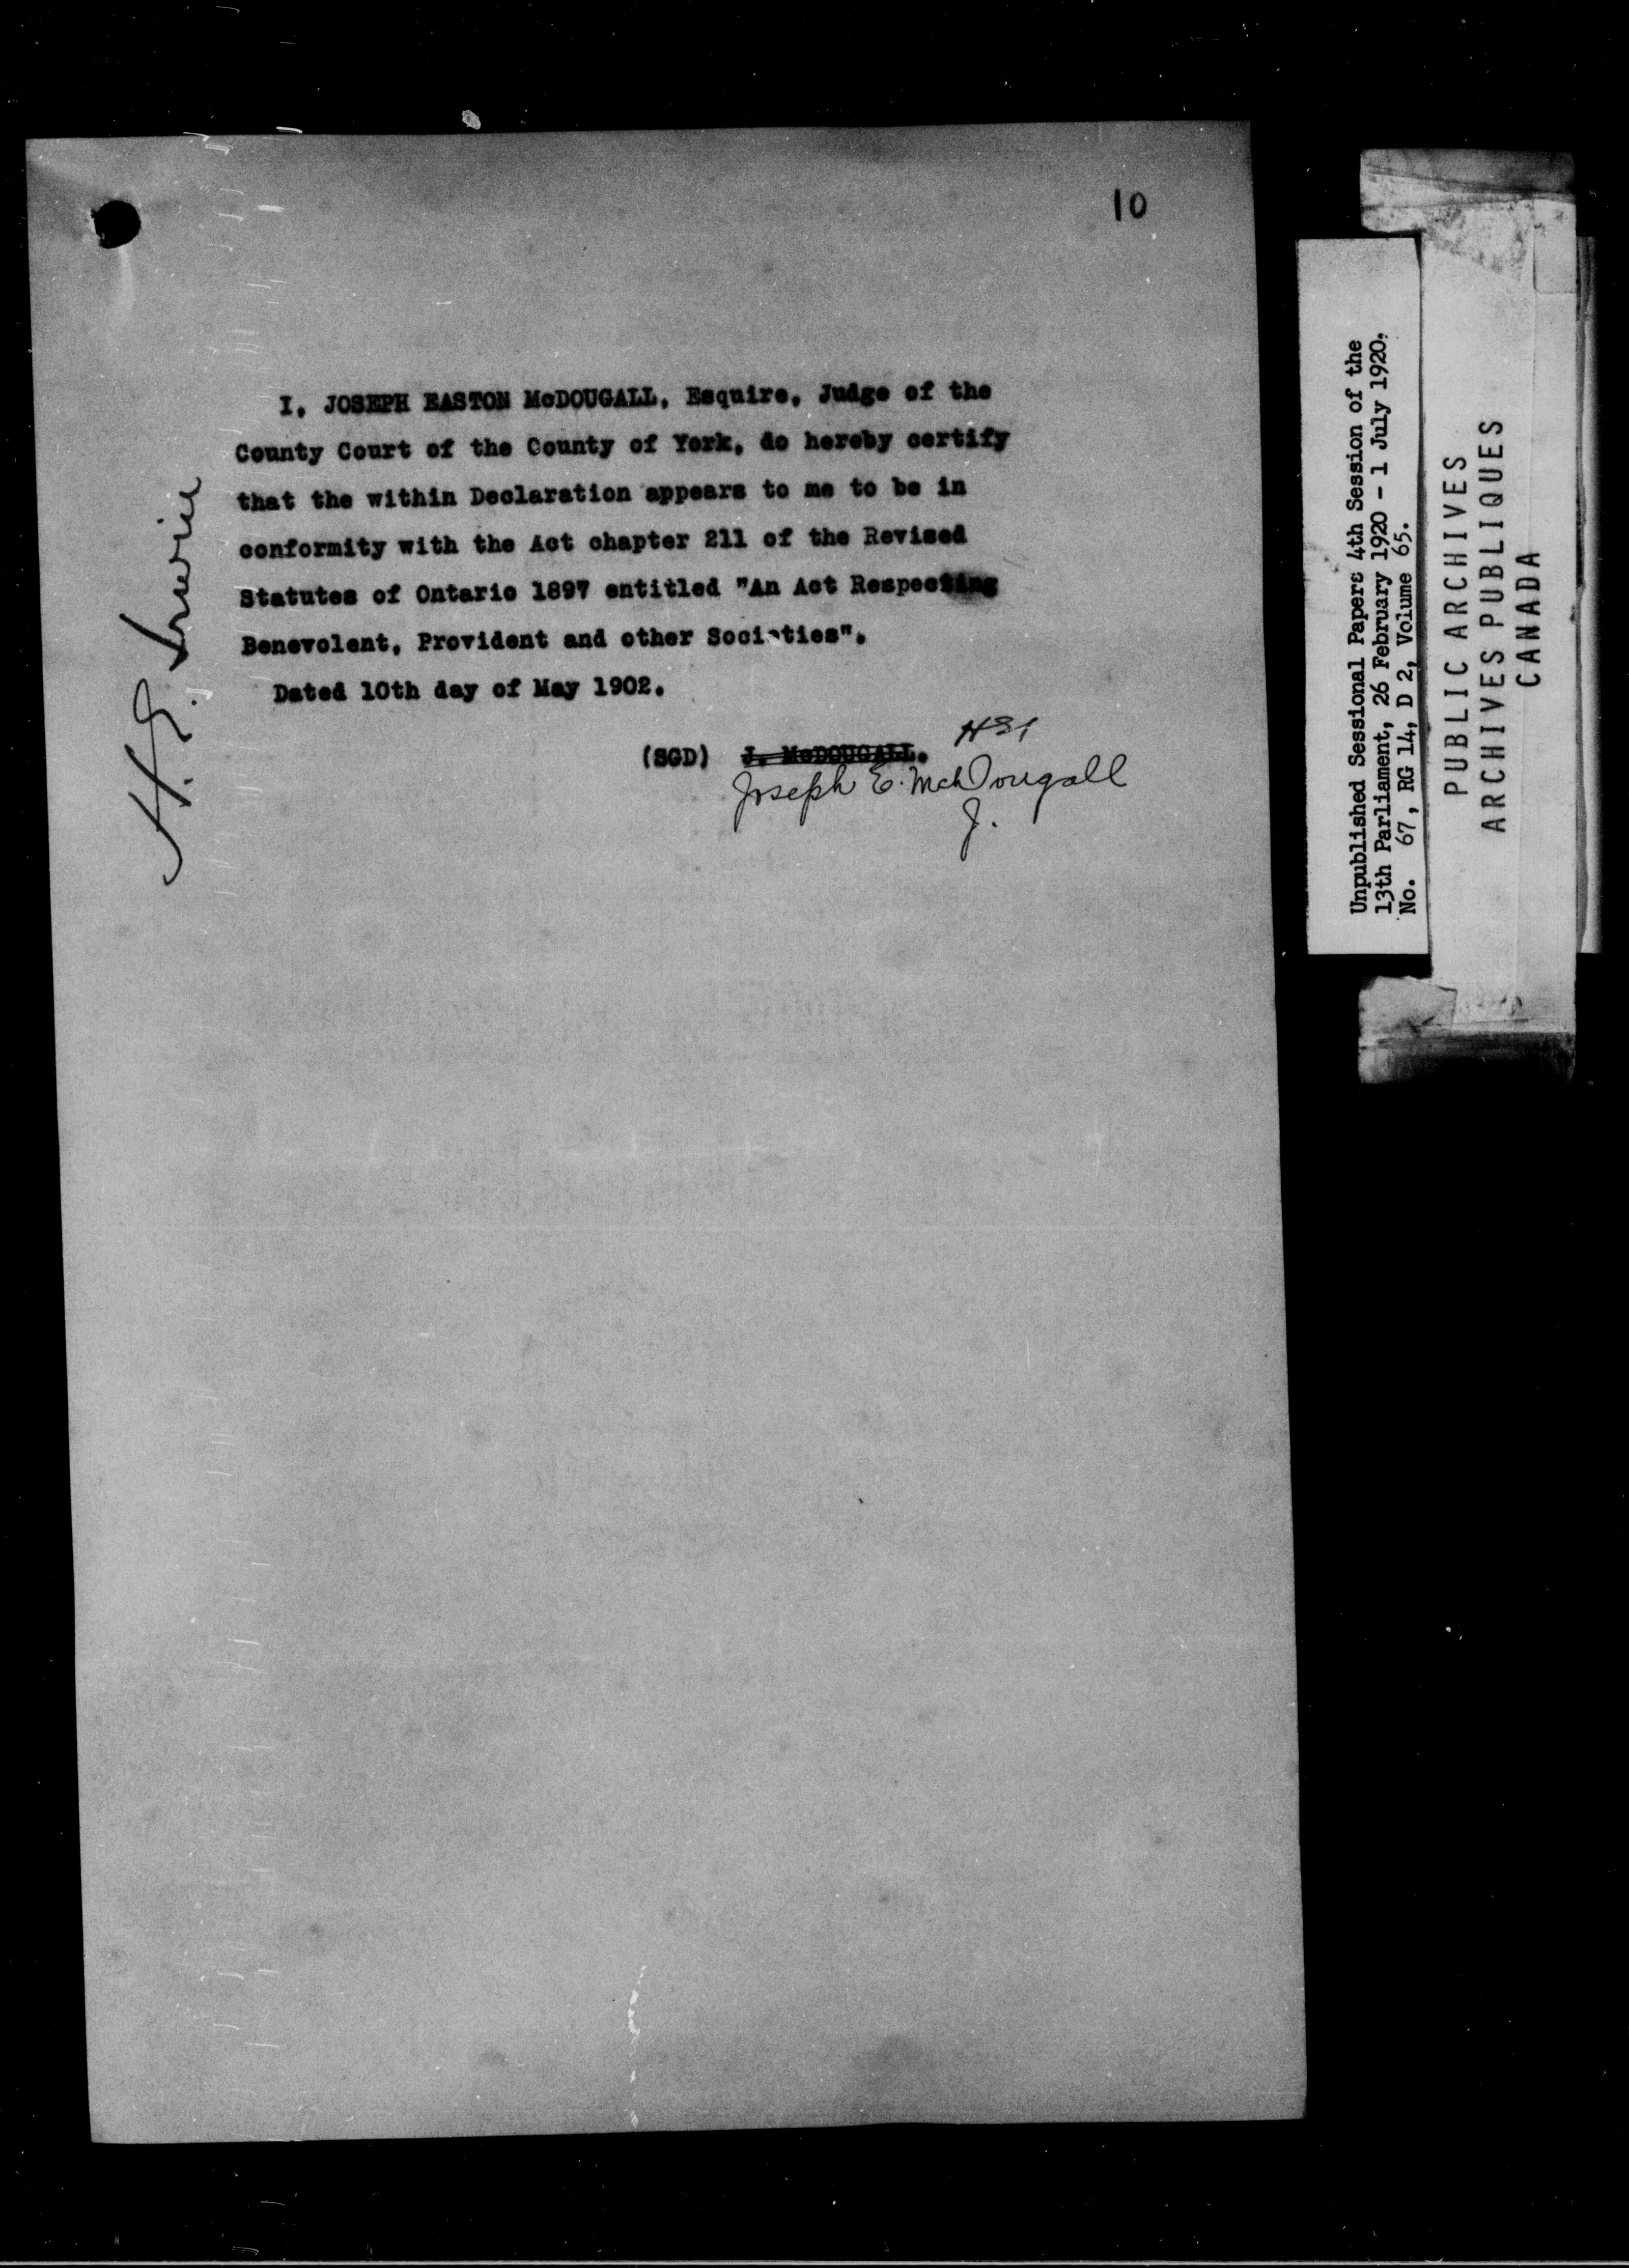 10
I, JOSEPH EASTON McDOUGALL, Esquire, Judge of the
County Court of the County of York, do hereby certify
that the within Declaration appears to me to be in
conformity with the Act chapter 211 of the Revised
Statutes of Ontario 1897 entitled "An Act Respecting
Benevolent, Provident and other Societies".
Dated 10th day of May 1902.
(SGD) J. McDOUGALL. HSI
Joseph E. McDougall
J.
H.S.
Unpublished Sessional Papers 4th Session of the
13th Parliament, 26 February 1920 - 1 July 1920.
No. 67, RG 14, D 2, Volume 65.
PUBLIC ARCHIVES
ARCHIVES PUBLIQUES
CANADA